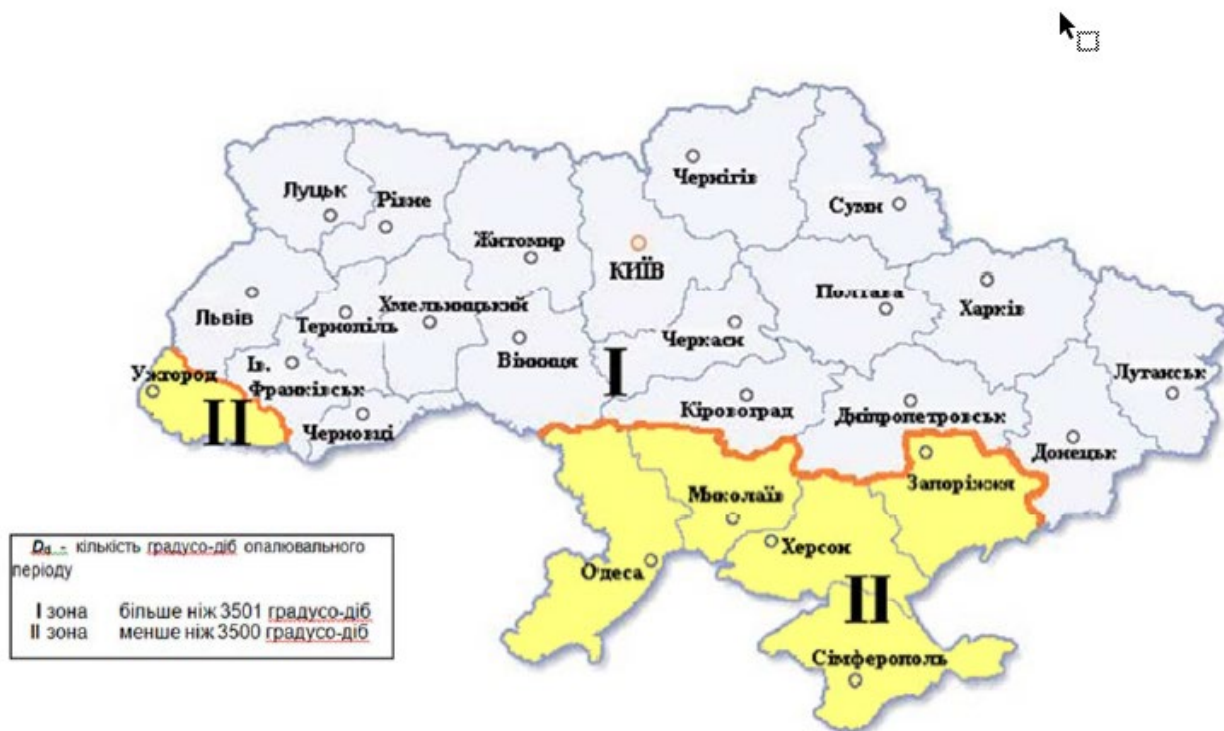 Чернігів
Луцьк
Рівне
Суми
Житомир
КИЇВ
Полтава
Харків
Хмельницький
Львів
Тернопіль
Черкаси
Вінниця
I
Ів.
Франківськ
Ужгород
Луганськ
II
Кіровоград
Дніпропетровськ
Черновці
Донецьк
Запоріжжя
Миколаїв
Херсон
Одеса
II
Сімферополь
Dd - кількість градусо-діб опалювального
періоду
I зона більше ніж 3501 градусо-діб
II зона менше ніж 3500 градусо-діб